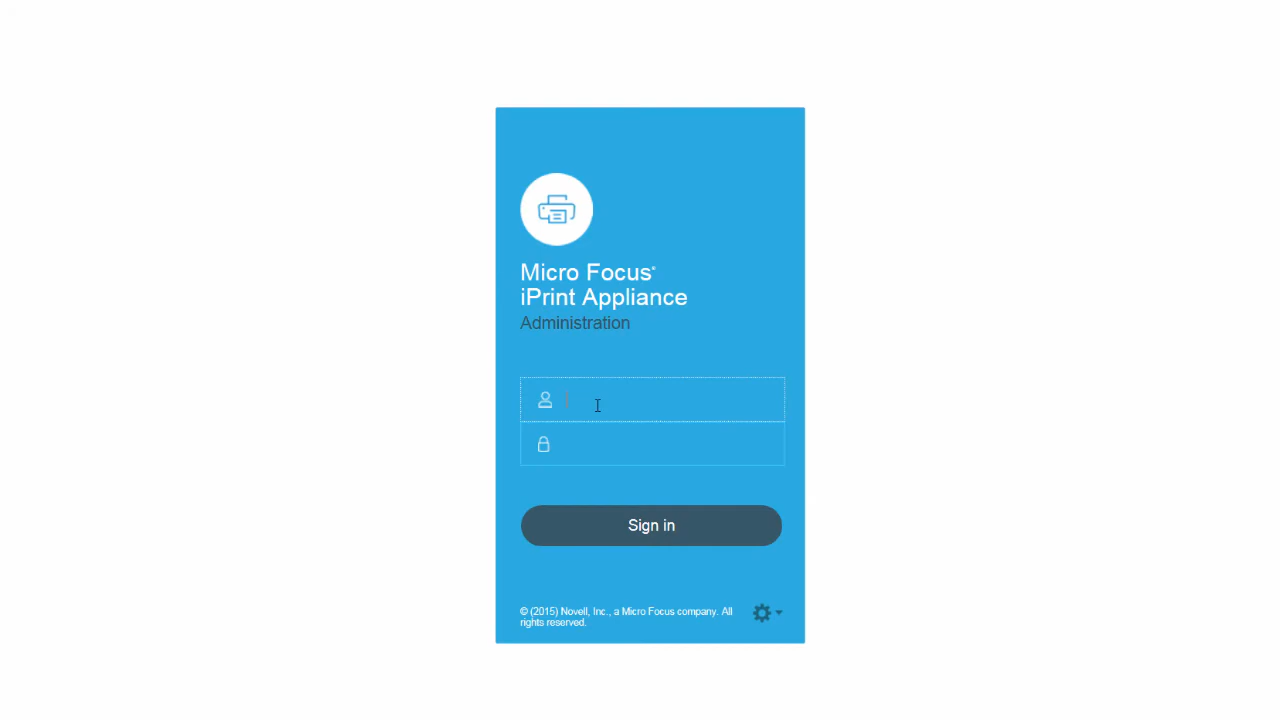 Micro Focus®
iPrint Appliance
Administration
Sign in
© (2015) Novell, Inc., a Micro Focus company. All
rights reserved.